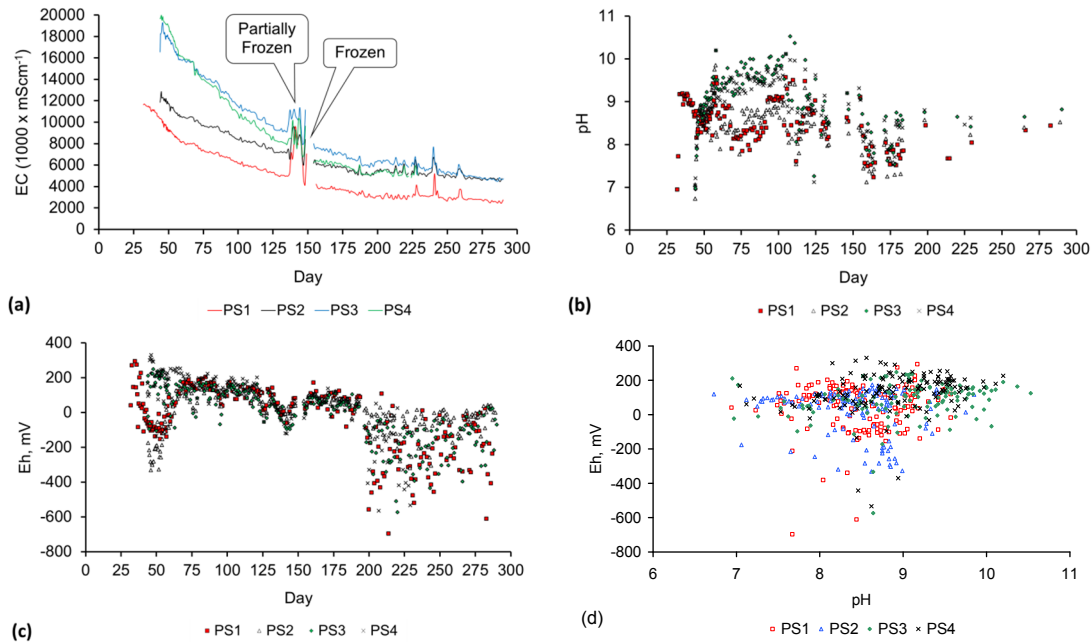 20000
18000
16000
14000
12000
10000
8000
6000
4000
2000
0
EC (1000 x mScm⁻¹)
Partially
Frozen
Frozen
0 25 50 75 100 125 150 175 200 225 250 275 300
Day
(a)
PS1 PS2 PS3 PS4
11
10
9
8
7
6
pH
0 25 50 75 100 125 150 175 200 225 250 275 300
Day
(b)
PS1 PS2 PS3 PS4
400
200
0
-200
-400
-600
-800
Eh, mV
0 25 50 75 100 125 150 175 200 225 250 275 300
Day
(c)
PS1 PS2 PS3 PS4
400
200
0
-200
-400
-600
-800
Eh, mV
6 7 8 9 10 11
pH
(d)
PS1 PS2 PS3 PS4